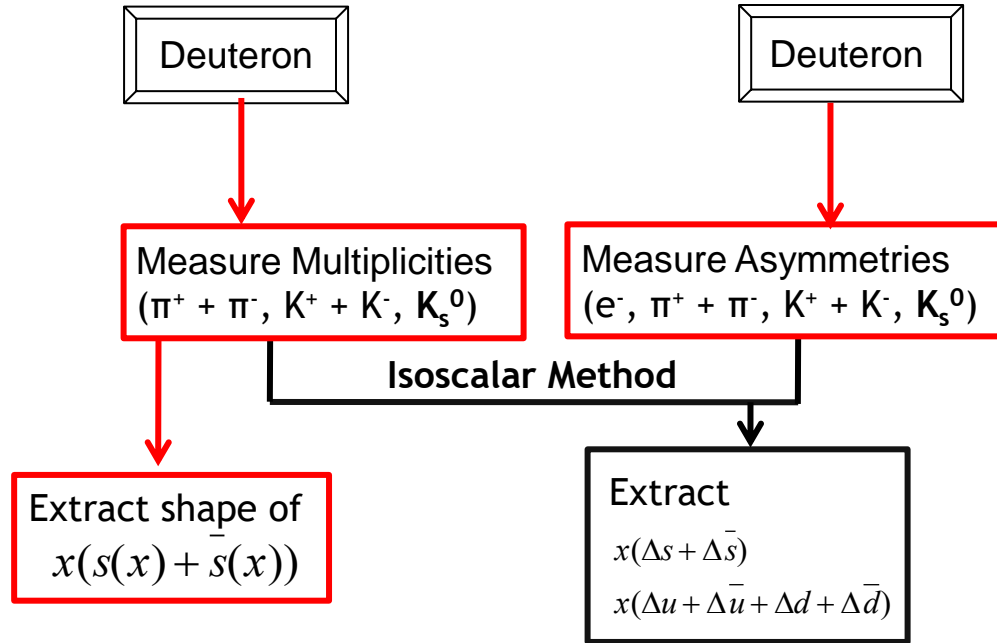 Deuteron
Deuteron
Measure Multiplicities
(π⁺ + π⁻, K⁺ + K⁻, Kₛ⁰)
Measure Asymmetries
(e⁻, π⁺ + π⁻, K⁺ + K⁻, Kₛ⁰)
Isoscalar Method
Extract shape of
x(s(x) + s̄(x))
Extract
x(Δs + Δs̄)
x(Δu + Δū + Δd + Δd̄)